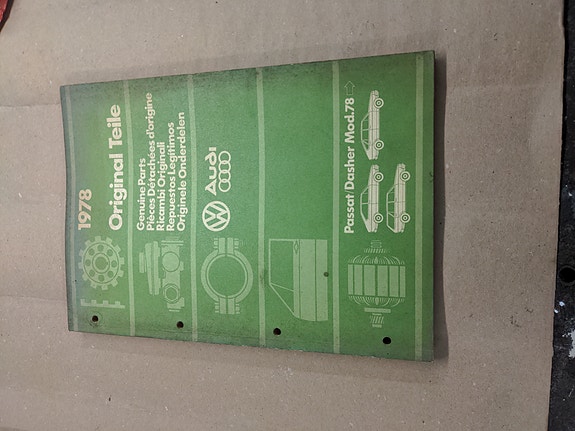 1978
Original Teile
Genuine Parts
Pièces Détachées d'origine
Ricambi Originali
Repuestos Legítimos
Originele Onderdelen
VW Audi
Passat/Dasher Mod.78